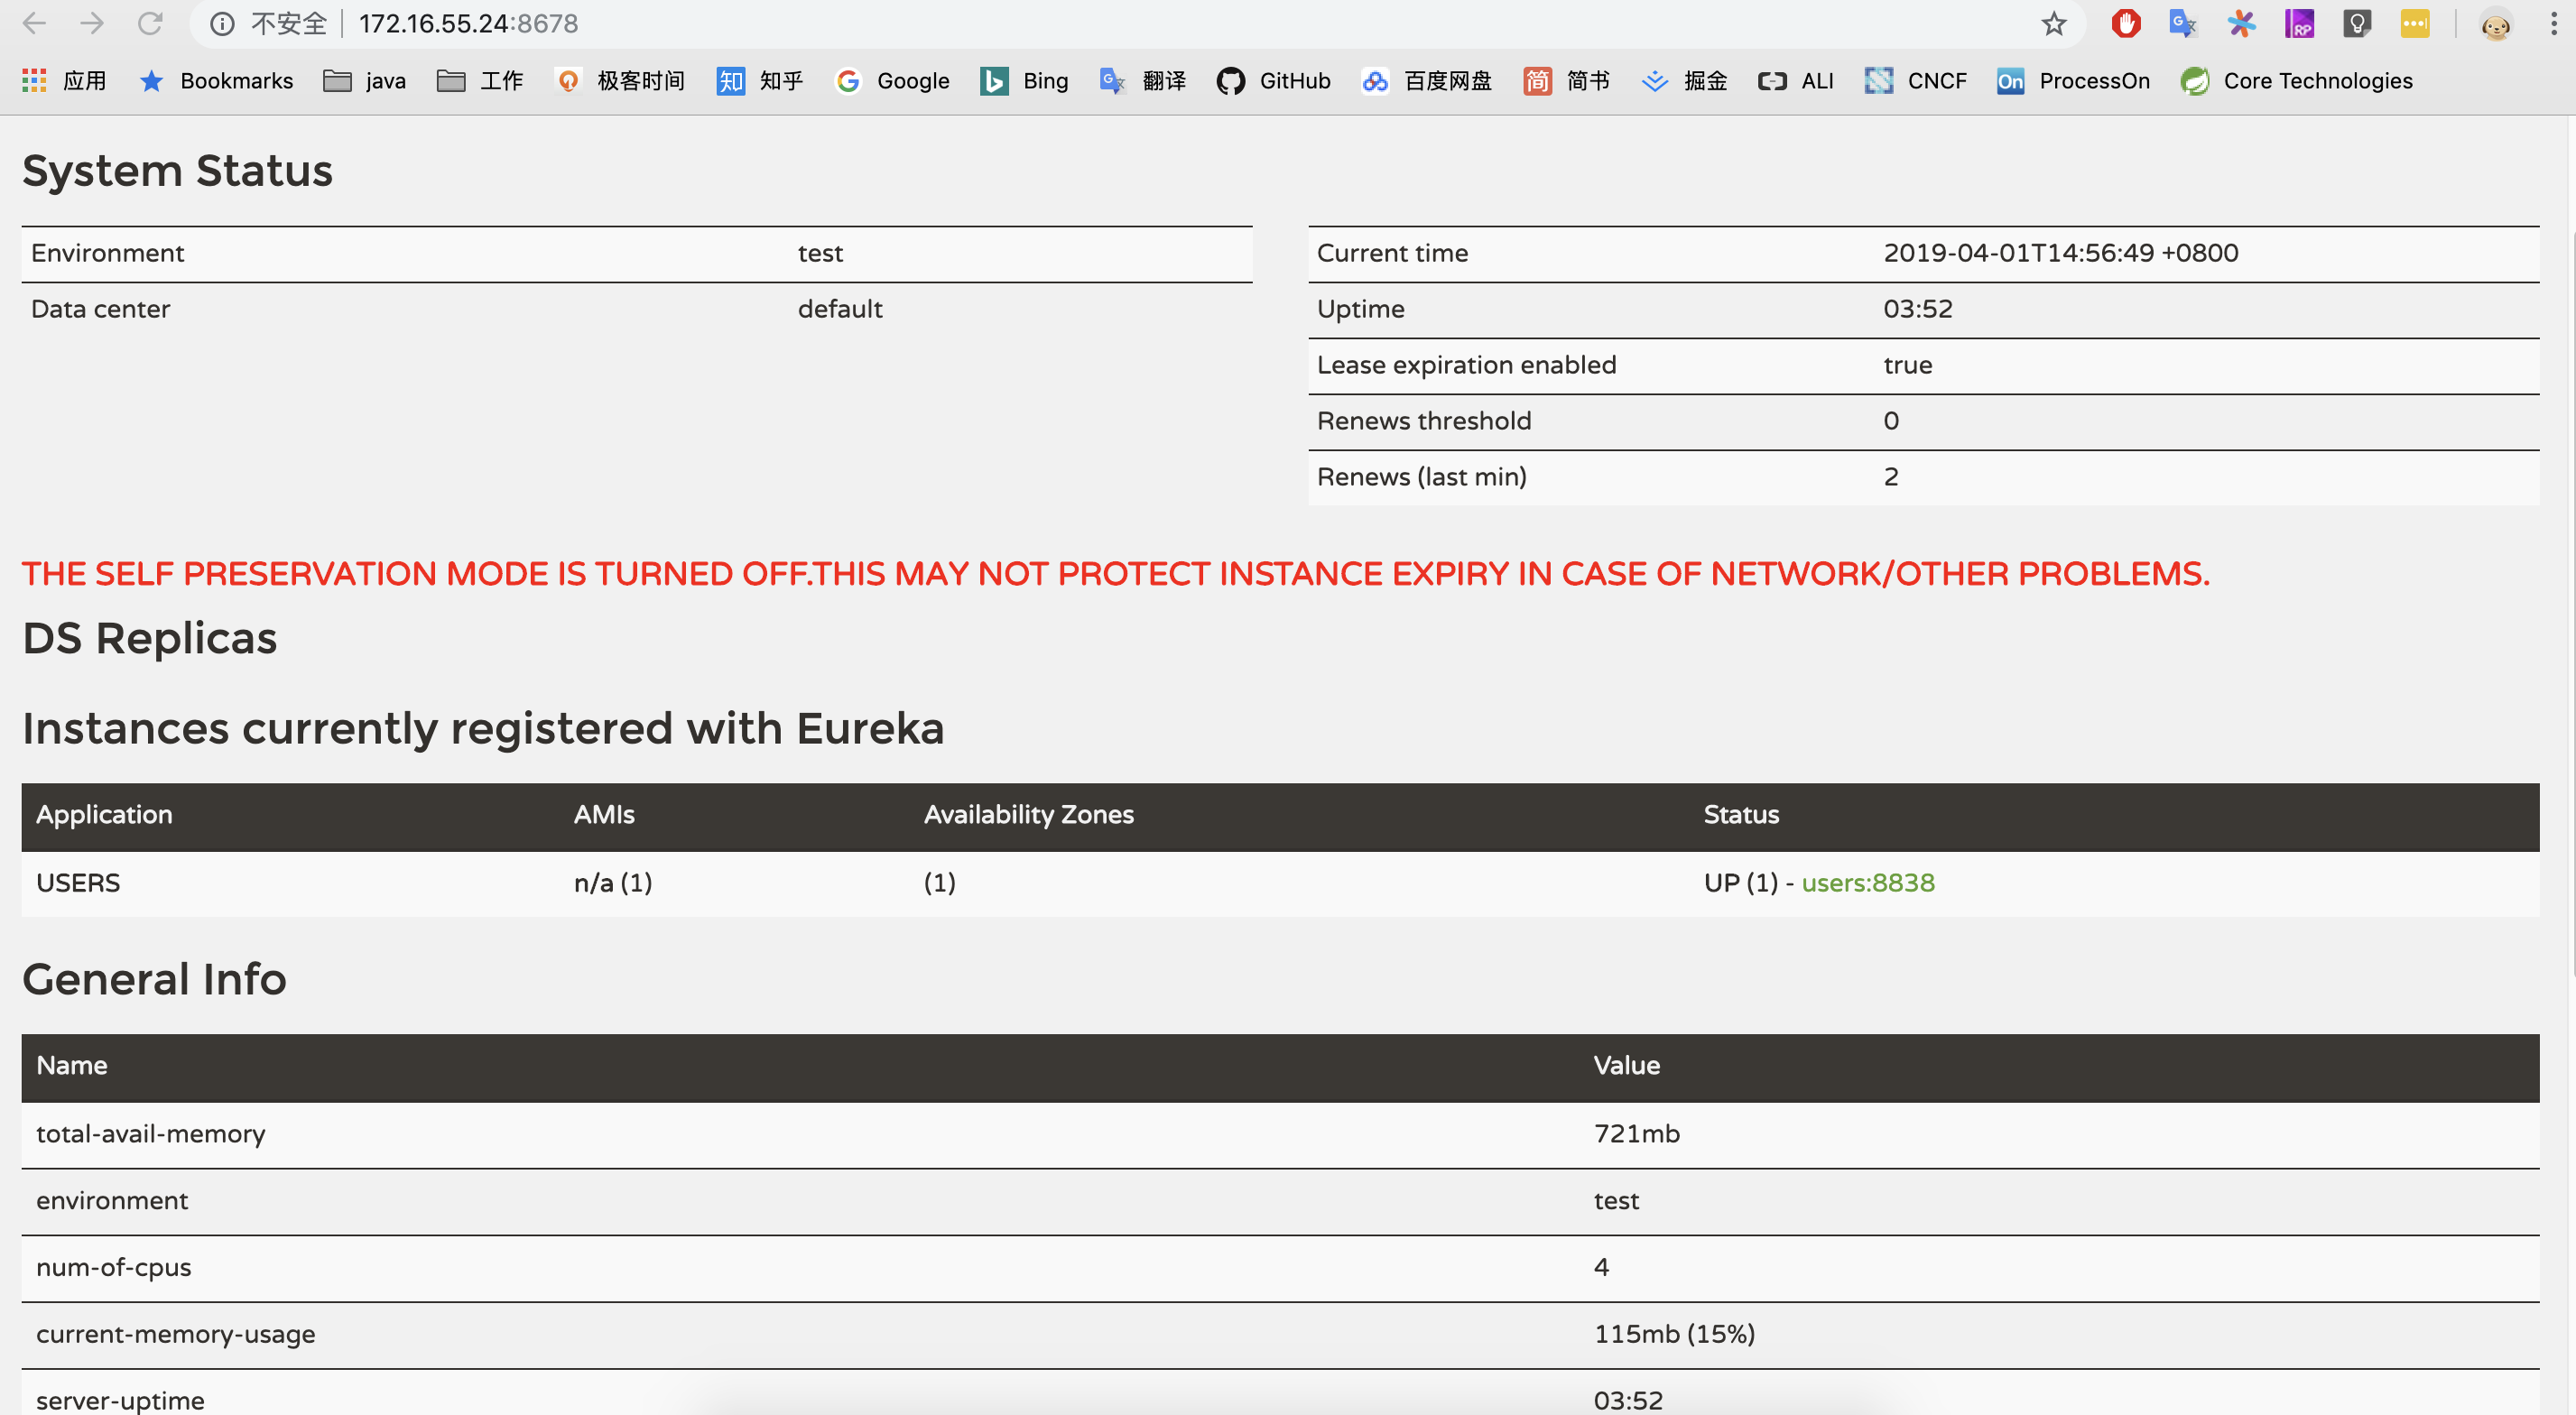 不安全 172.16.55.24:8678
应用 Bookmarks java 工作 极客时间 知 知乎 Google Bing 翻译 GitHub 百度网盘 简 简书 掘金 ALI CNCF On ProcessOn Core Technologies
System Status
Environment test
Data center default
Current time 2019-04-01T14:56:49 +0800
Uptime 03:52
Lease expiration enabled true
Renews threshold 0
Renews (last min) 2
THE SELF PRESERVATION MODE IS TURNED OFF.THIS MAY NOT PROTECT INSTANCE EXPIRY IN CASE OF NETWORK/OTHER PROBLEMS.
DS Replicas
Instances currently registered with Eureka
Application AMIs Availability Zones Status
USERS n/a (1) (1) UP (1) - users:8838
General Info
Name Value
total-avail-memory 721mb
environment test
num-of-cpus 4
current-memory-usage 115mb (15%)
server-uptime 03:52